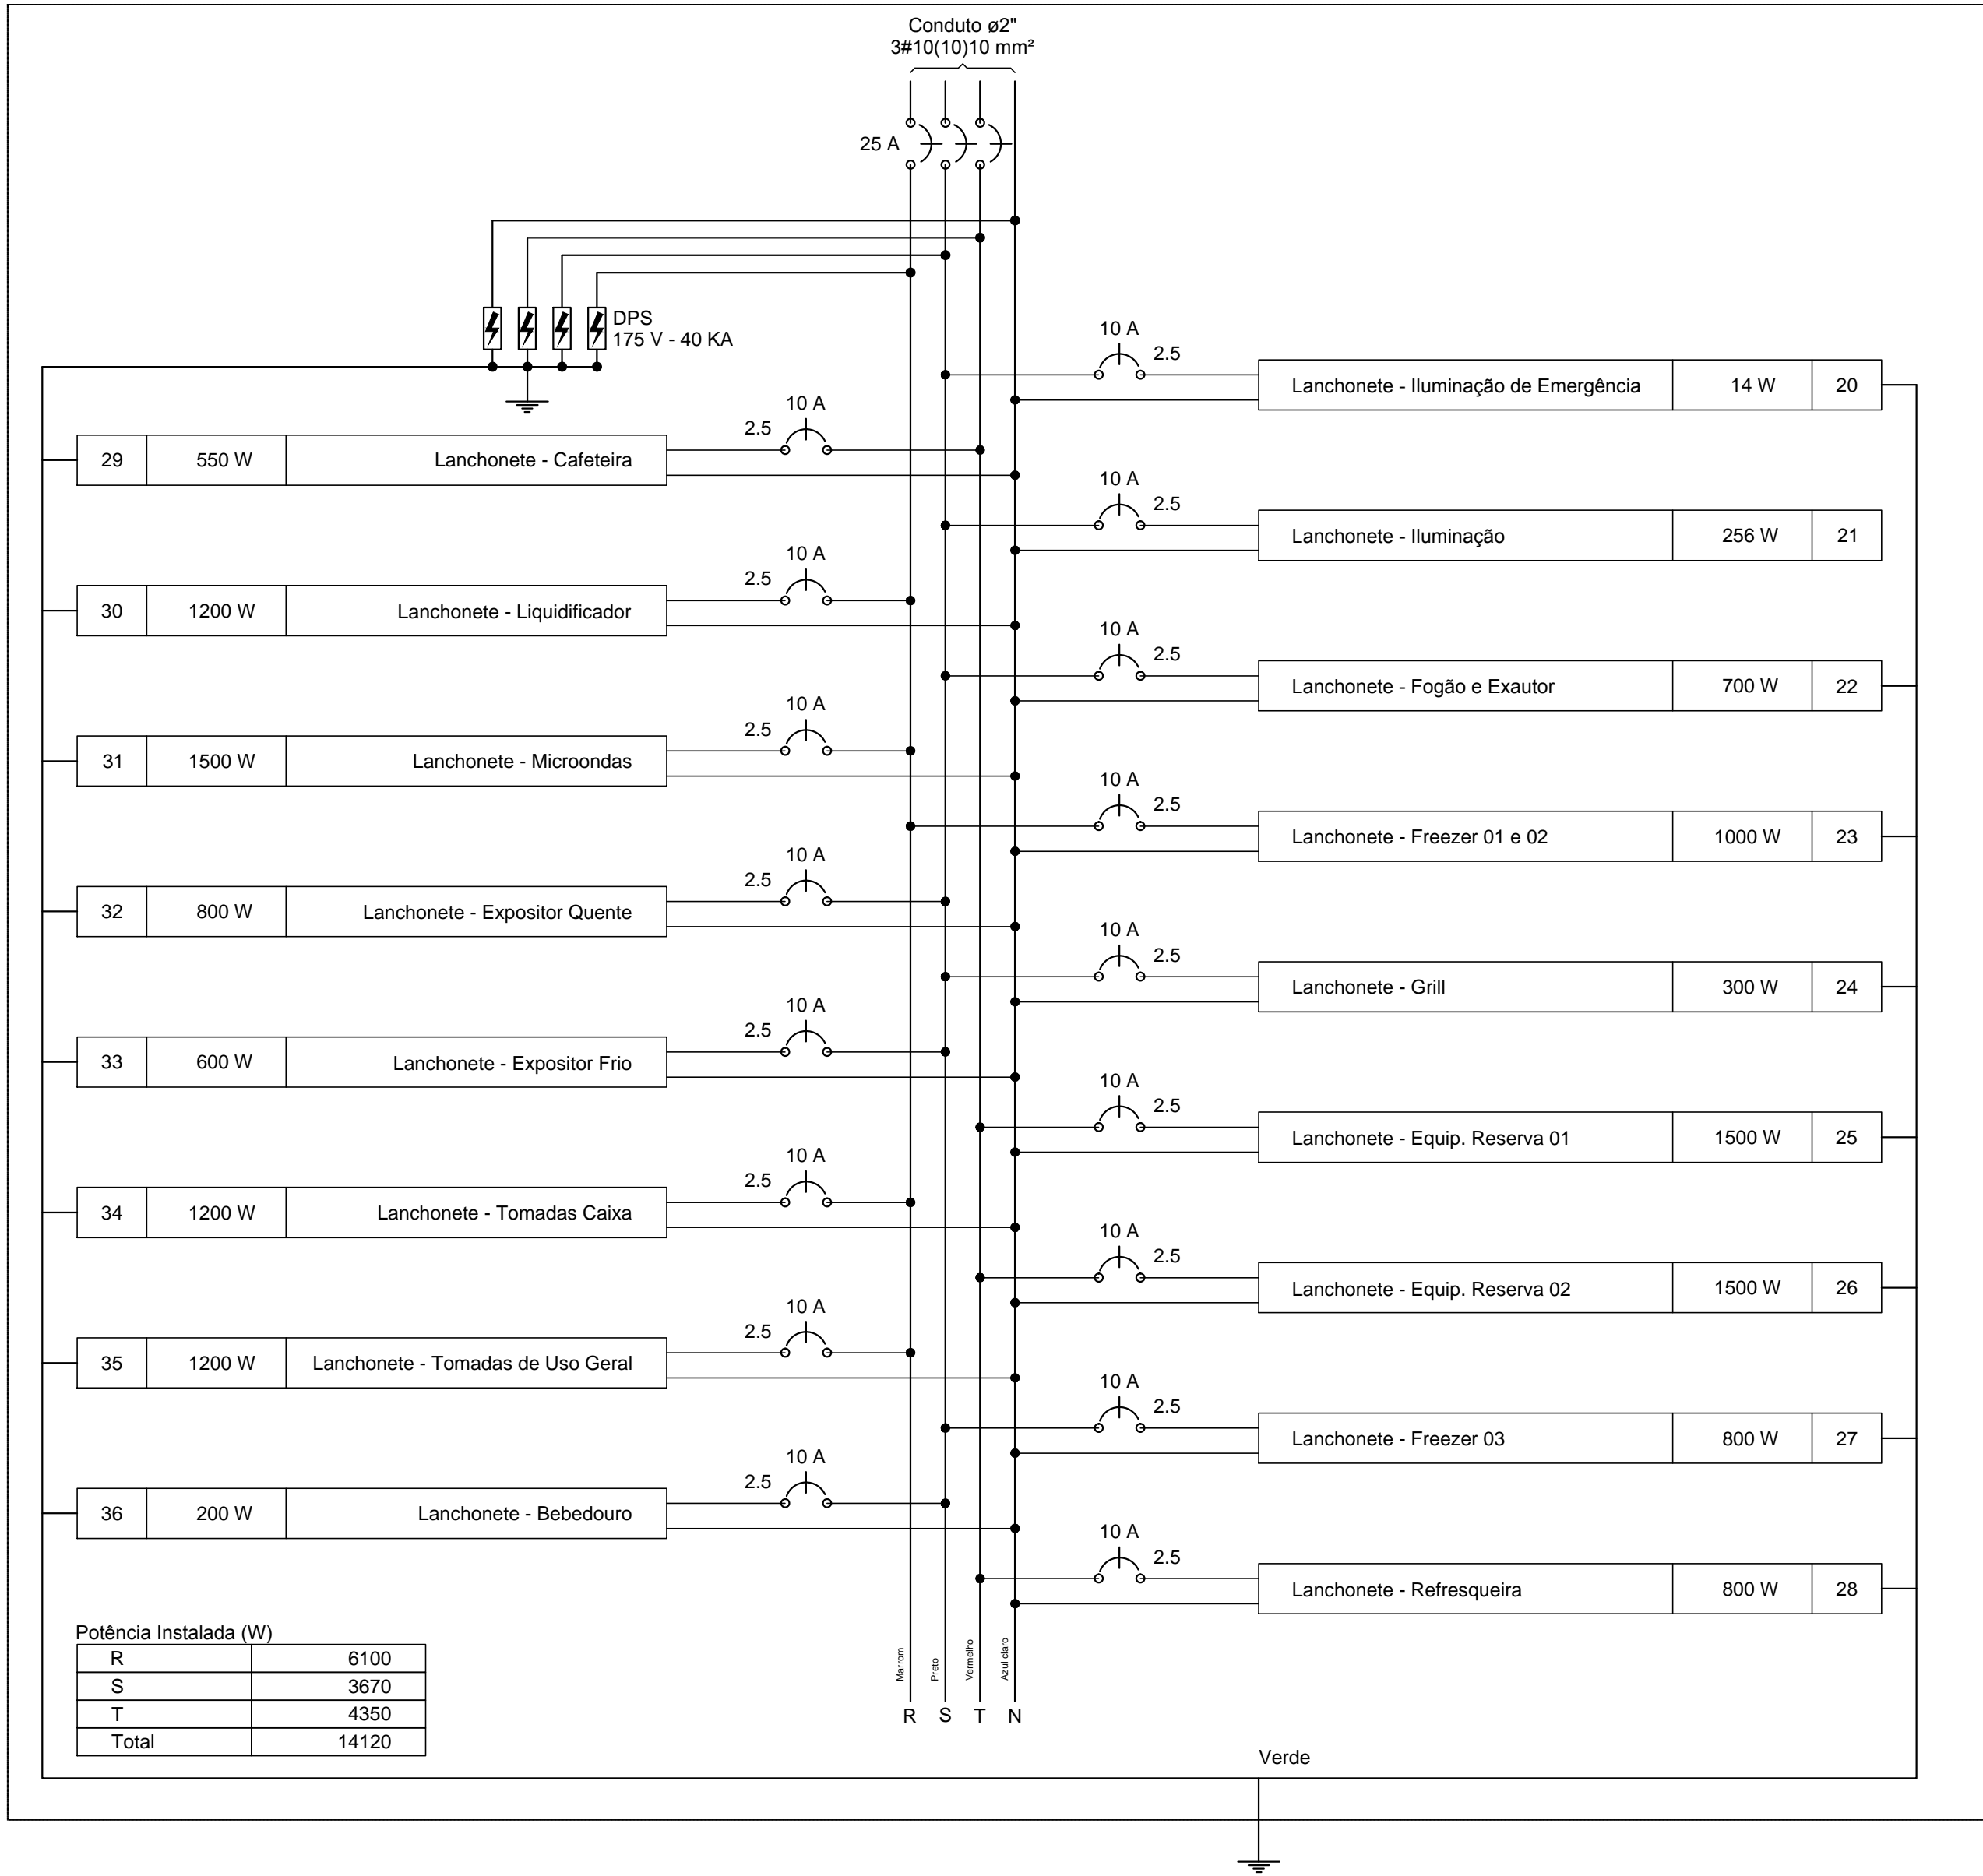 Conduto ø2"
3#10(10)10 mm²
25 A
DPS
175 V - 40 KA
10 A
2.5
29 550 W Lanchonete - Cafeteira
10 A
2.5
30 1200 W Lanchonete - Liquidificador
10 A
2.5
31 1500 W Lanchonete - Microondas
10 A
2.5
32 800 W Lanchonete - Expositor Quente
10 A
2.5
33 600 W Lanchonete - Expositor Frio
10 A
2.5
34 1200 W Lanchonete - Tomadas Caixa
10 A
2.5
35 1200 W Lanchonete - Tomadas de Uso Geral
10 A
2.5
36 200 W Lanchonete - Bebedouro
10 A
2.5
Lanchonete - Iluminação de Emergência 14 W 20
10 A
2.5
Lanchonete - Iluminação 256 W 21
10 A
2.5
Lanchonete - Fogão e Exautor 700 W 22
10 A
2.5
Lanchonete - Freezer 01 e 02 1000 W 23
10 A
2.5
Lanchonete - Grill 300 W 24
10 A
2.5
Lanchonete - Equip. Reserva 01 1500 W 25
10 A
2.5
Lanchonete - Equip. Reserva 02 1500 W 26
10 A
2.5
Lanchonete - Freezer 03 800 W 27
10 A
2.5
Lanchonete - Refresqueira 800 W 28
Potência Instalada (W)
R 6100
S 3670
T 4350
Total 14120
Marrom
Preto
Vermelho
Azul claro
R S T N
Verde